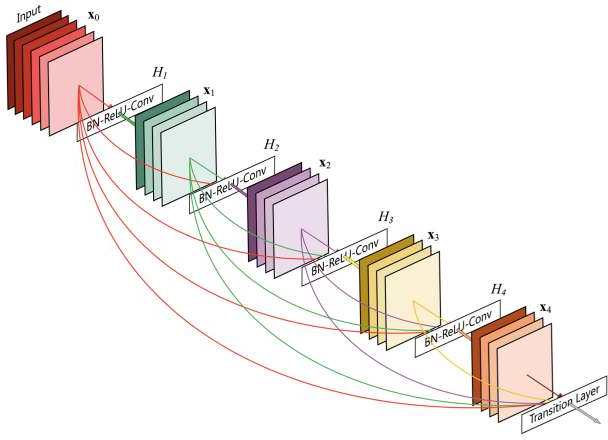 Input
x0
H1
BN-ReLU-Conv
x1
H2
BN-ReLU-Conv
x2
H3
BN-ReLU-Conv
x3
H4
BN-ReLU-Conv
x4
Transition Layer